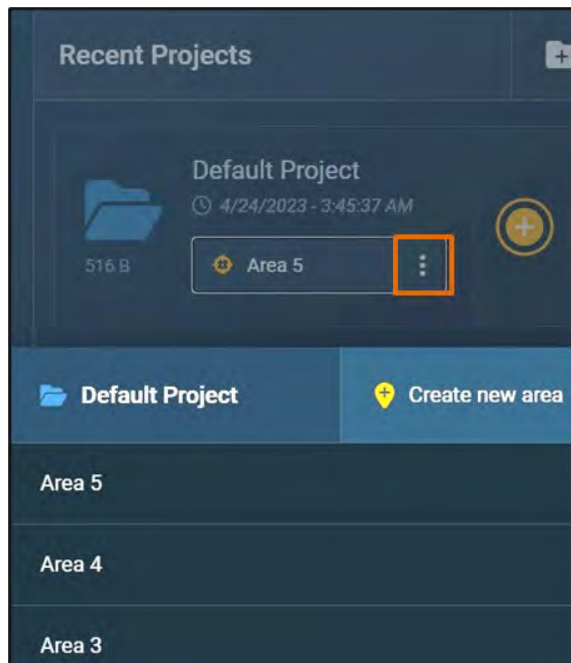 Recent Projects
Default Project
4/24/2023 - 3:45:37 AM
516 B
Area 5
Default Project
Create new area
Area 5
Area 4
Area 3